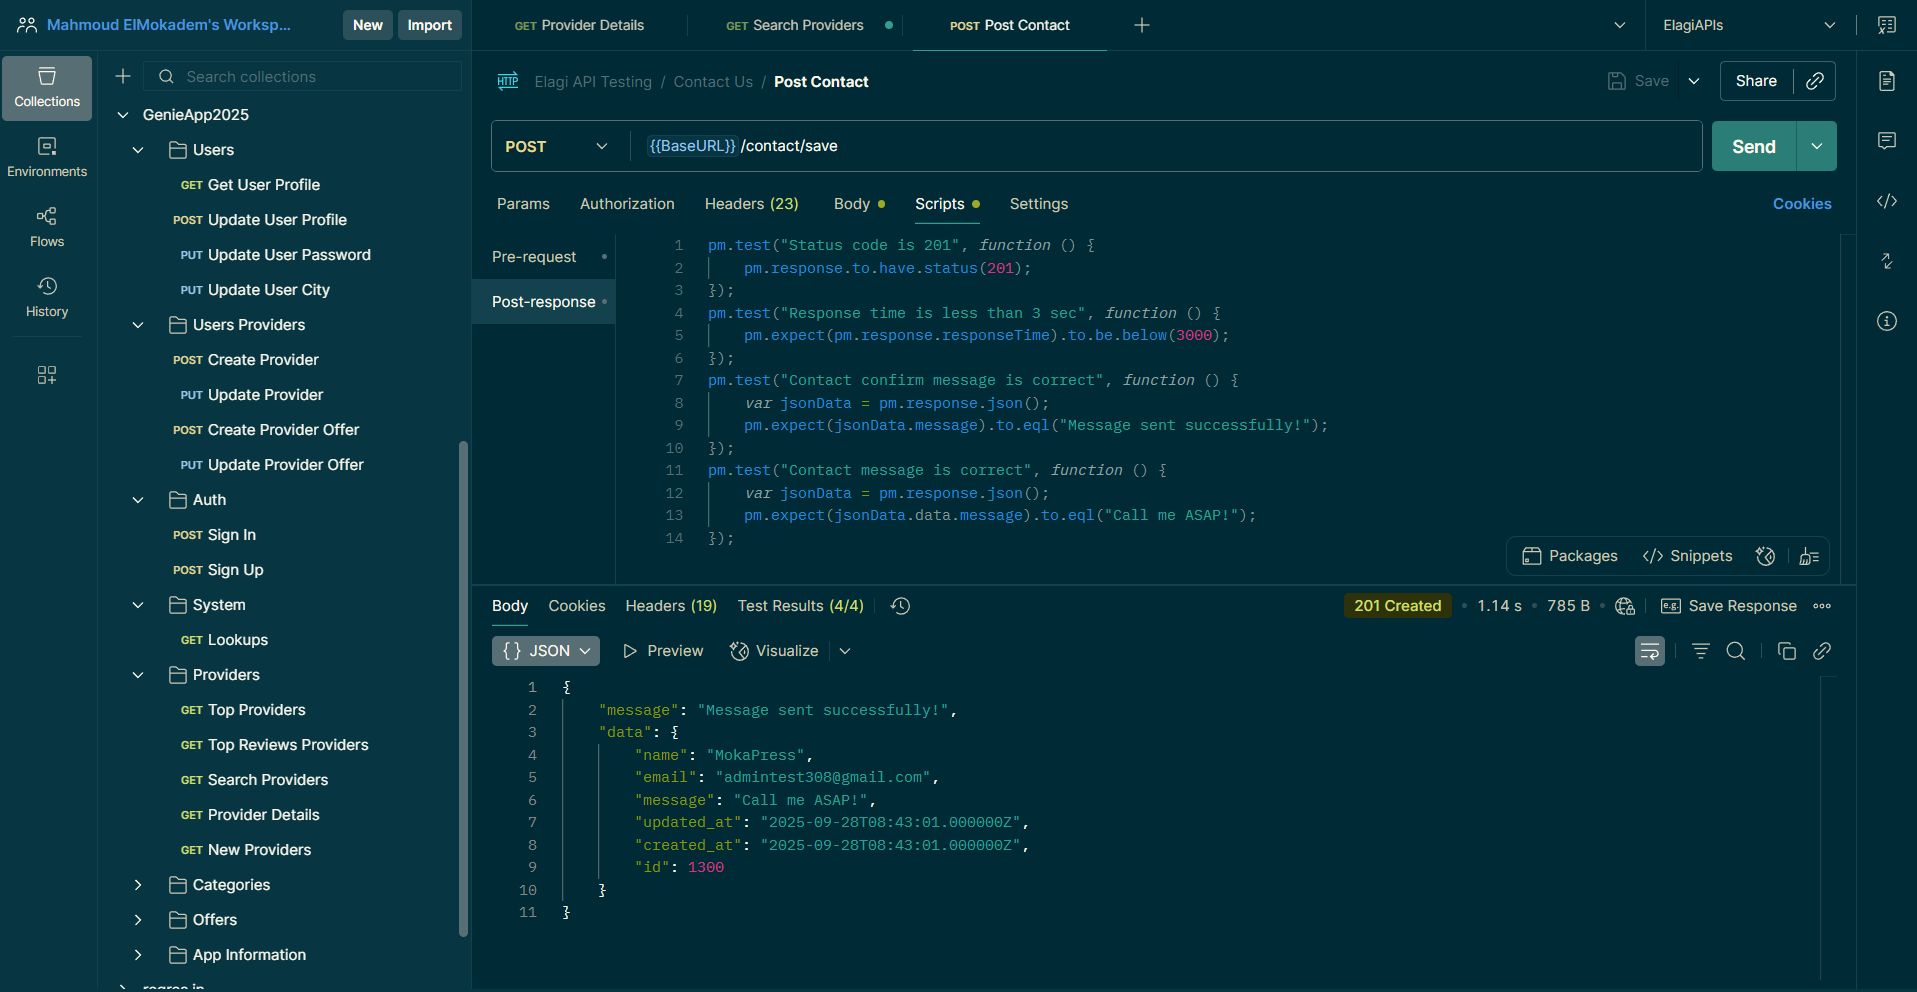 Mahmoud ElMokadem's Worksp...
New
Import
GET Provider Details
GET Search Providers
POST Post Contact
ElagiAPIs
Collections
Environments
Flows
History
Search collections
GenieApp2025
Users
GET Get User Profile
POST Update User Profile
PUT Update User Password
PUT Update User City
Users Providers
POST Create Provider
PUT Update Provider
POST Create Provider Offer
PUT Update Provider Offer
Auth
POST Sign In
POST Sign Up
System
GET Lookups
Providers
GET Top Providers
GET Top Reviews Providers
GET Search Providers
GET Provider Details
GET New Providers
Categories
Offers
App Information
HTTP Elagi API Testing / Contact Us / Post Contact
Save
Share
POST
{{BaseURL}}/contact/save
Send
Params
Authorization
Headers (23)
Body
Scripts
Settings
Cookies
Pre-request
Post-response
1 pm.test("Status code is 201", function () {
2 pm.response.to.have.status(201);
3 });
4 pm.test("Response time is less than 3 sec", function () {
5 pm.expect(pm.response.responseTime).to.be.below(3000);
6 });
7 pm.test("Contact confirm message is correct", function () {
8 var jsonData = pm.response.json();
9 pm.expect(jsonData.message).to.eql("Message sent successfully!");
10 });
11 pm.test("Contact message is correct", function () {
12 var jsonData = pm.response.json();
13 pm.expect(jsonData.data.message).to.eql("Call me ASAP!");
14 });
Packages
</> Snippets
Body
Cookies
Headers (19)
Test Results (4/4)
201 Created
1.14 s
785 B
e.g. Save Response
{} JSON
Preview
Visualize
1 {
2 "message": "Message sent successfully!",
3 "data": {
4 "name": "MokaPress",
5 "email": "admintest308@gmail.com",
6 "message": "Call me ASAP!",
7 "updated_at": "2025-09-28T08:43:01.000000Z",
8 "created_at": "2025-09-28T08:43:01.000000Z",
9 "id": 1300
10 }
11 }